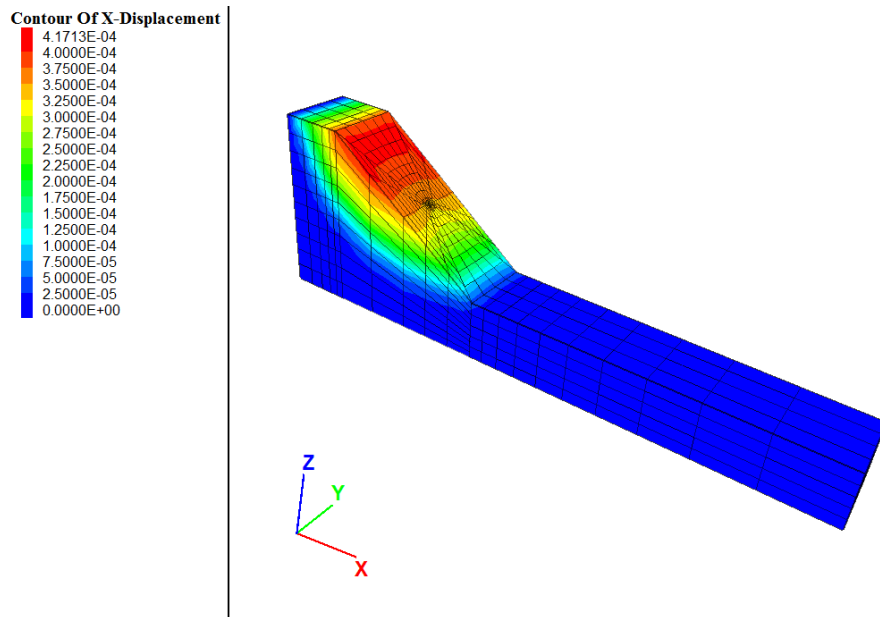 Contour Of X-Displacement
4.1713E-04
4.0000E-04
3.7500E-04
3.5000E-04
3.2500E-04
3.0000E-04
2.7500E-04
2.5000E-04
2.2500E-04
2.0000E-04
1.7500E-04
1.5000E-04
1.2500E-04
1.0000E-04
7.5000E-05
5.0000E-05
2.5000E-05
0.0000E+00
Z
Y
X